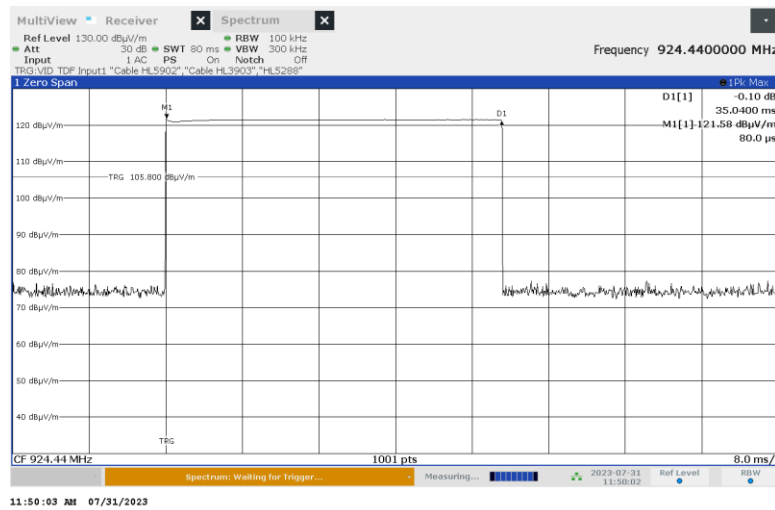 MultiView Receiver X Spectrum X
Ref Level 130.00 dBµV/m RBW 100 kHz
Att 30 dB SWT 80 ms VBW 300 kHz Frequency 924.4400000 MHz
Input 1 AC PS On Notch Off
TRG:VID TDF Input1 "Cable HL5902","Cable HL3903","HL5288"
1 Zero Span 1Pk Max
D1[1] -0.10 dB
35.0400 ms
M1[1] 121.58 dBµV/m
80.0 µs
M1
D1
120 dBµV/m
110 dBµV/m
TRG 105.800 dBµV/m
100 dBµV/m
90 dBµV/m
80 dBµV/m
70 dBµV/m
60 dBµV/m
50 dBµV/m
40 dBµV/m
TRG
CF 924.44 MHz 1001 pts 8.0 ms/
Spectrum: Waiting for Trigger... Measuring... 2023-07-31 Ref Level RBW
11:50:02
11:50:03 AM 07/31/2023